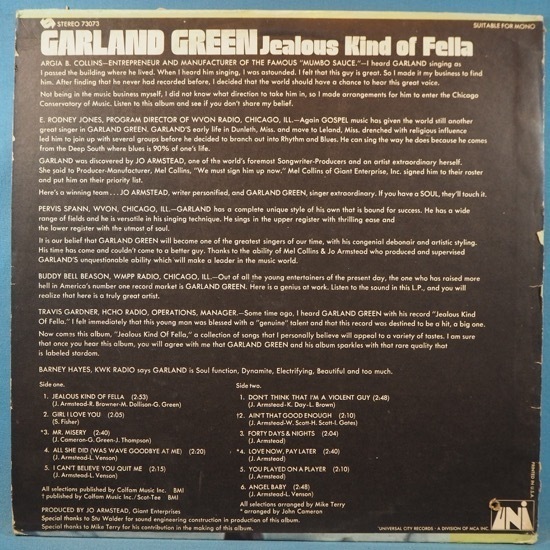 STEREO 73073
SUITABLE FOR MONO
GARLAND GREEN Jealous Kind of Fella
ARGIA B. COLLINS—ENTREPRENEUR AND MANUFACTURER OF THE FAMOUS "MUMBO SAUCE."—I heard GARLAND singing as
I passed the building where he lived. When I heard him singing, I was astounded. I felt that this guy is great. So I made it my business to find
him. After finding that he never had recorded before, I decided that the world should have a chance to hear this great voice.
Not being in the music business myself, I did not know what direction to take him in, so I made arrangements for him to enter the Chicago
Conservatory of Music. Listen to this album and see if you don't share my belief.
E. RODNEY JONES, PROGRAM DIRECTOR OF WVON RADIO, CHICAGO, ILL.—Again GOSPEL music has given the world still another
great singer in GARLAND GREEN. GARLAND'S early life in Dunleth, Miss. and move to Leland, Miss. drenched with religious influence
led him to join up with several groups before he decided to branch out into Rhythm and Blues. He can sing the way he does because he comes
from the Deep South where blues is 90% of one's life.
GARLAND was discovered by JO ARMSTEAD, one of the world's foremost Songwriter-Producers and an artist extraordinary herself.
She said to Producer-Manufacturer, Mel Collins, "We must sign him up now." Mel Collins of Giant Enterprise, Inc. signed him to their roster
and put him on their priority list.
Here's a winning team . . . JO ARMSTEAD, writer personified, and GARLAND GREEN, singer extraordinary. If you have a SOUL, they'll touch it.
PERVIS SPANN, WVON, CHICAGO, ILL.—GARLAND has a complete unique style of his own that is bound for success. He has a wide
range of fields and he is versatile in his singing technique. He sings in the upper register with thrilling ease and
the lower register with the utmost of soul.
It is our belief that GARLAND GREEN will become one of the greatest singers of our time, with his congenial debonair and artistic styling.
His time has come and couldn't come to a better guy. Thanks to the ability of Mel Collins & Jo Armstead who produced and supervised
GARLAND'S unquestionable ability which will make a leader in the music world.
BUDDY BELL BEASON, WMPP RADIO, CHICAGO, ILL.—Out of all the young entertainers of the present day, the one who has raised more
hell in America's number one record market is GARLAND GREEN. Here is a genius at work. Listen to the sound in this L.P., and you will
realize that here is a truly great artist.
TRAVIS GARDNER, HCHO RADIO, OPERATIONS, MANAGER.—Some time ago, I heard GARLAND GREEN with his record "Jealous Kind
Of Fella." I felt immediately that this young man was blessed with a "genuine" talent and that this record was destined to be a hit, a big one.
Now coms this album, "Jealous Kind Of Fella," a collection of songs that I personally believe will appeal to a variety of tastes. I am sure
that once you hear this album, you will agree with me that GARLAND GREEN and his album sparkles with that rare quality that
is labeled stardom.
BARNEY HAYES, KWK RADIO says GARLAND is Soul function, Dynamite, Electrifying, Beautiful and too much.
Side one.
1. JEALOUS KIND OF FELLA (2:53)
(J. Armstead-R. Browner-M. Dollison-G. Green)
2. GIRL I LOVE YOU (2:05)
(S. Fisher)
*3. MR. MISERY (2:40)
(J. Cameron-G. Green-J. Thompson)
4. ALL SHE DID (WAS WAVE GOODBYE AT ME) (2:20)
(J. Armstead-L. Venson)
5. I CAN'T BELIEVE YOU QUIT ME (2:15)
(J. Armstead)
All selections published by Colfam Music Inc. BMI
† published by Colfam Music Inc./Scot-Tee BMI
PRODUCED BY JO ARMSTEAD, Giant Enterprises
Special thanks to Stu Walder for sound engineering construction in production of this album.
Special thanks to Mike Terry for his contribution in the making of this album.
Side two.
1. DON'T THINK THAT I'M A VIOLENT GUY (2:48)
(J. Armstead-K. Day-L. Brown)
†2. AIN'T THAT GOOD ENOUGH (2:10)
(J. Armstead-W. Scott-H. Scott-I. Gates)
3. FORTY DAYS & NIGHTS (2:04)
(J. Armstead)
*4. LOVE NOW, PAY LATER (2:40)
(J. Armstead)
5. YOU PLAYED ON A PLAYER (2:10)
(J. Armstead)
6. ANGEL BABY (2:48)
(J. Armstead-L. Venson)
All selections arranged by Mike Terry
* arranged by John Cameron
PRINTED IN U.S.A.
UNI
UNIVERSAL CITY RECORDS - A DIVISION OF MCA INC.